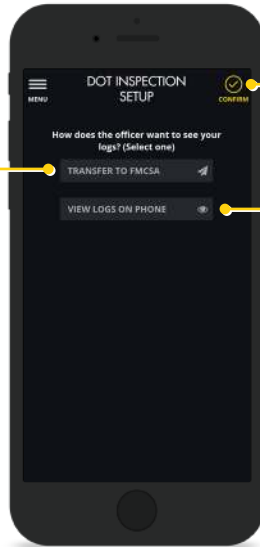 DOT INSPECTION
SETUP
MENU
CONFIRM
How does the officer want to see your
logs? (Select one)
TRANSFER TO FMCSA
VIEW LOGS ON PHONE